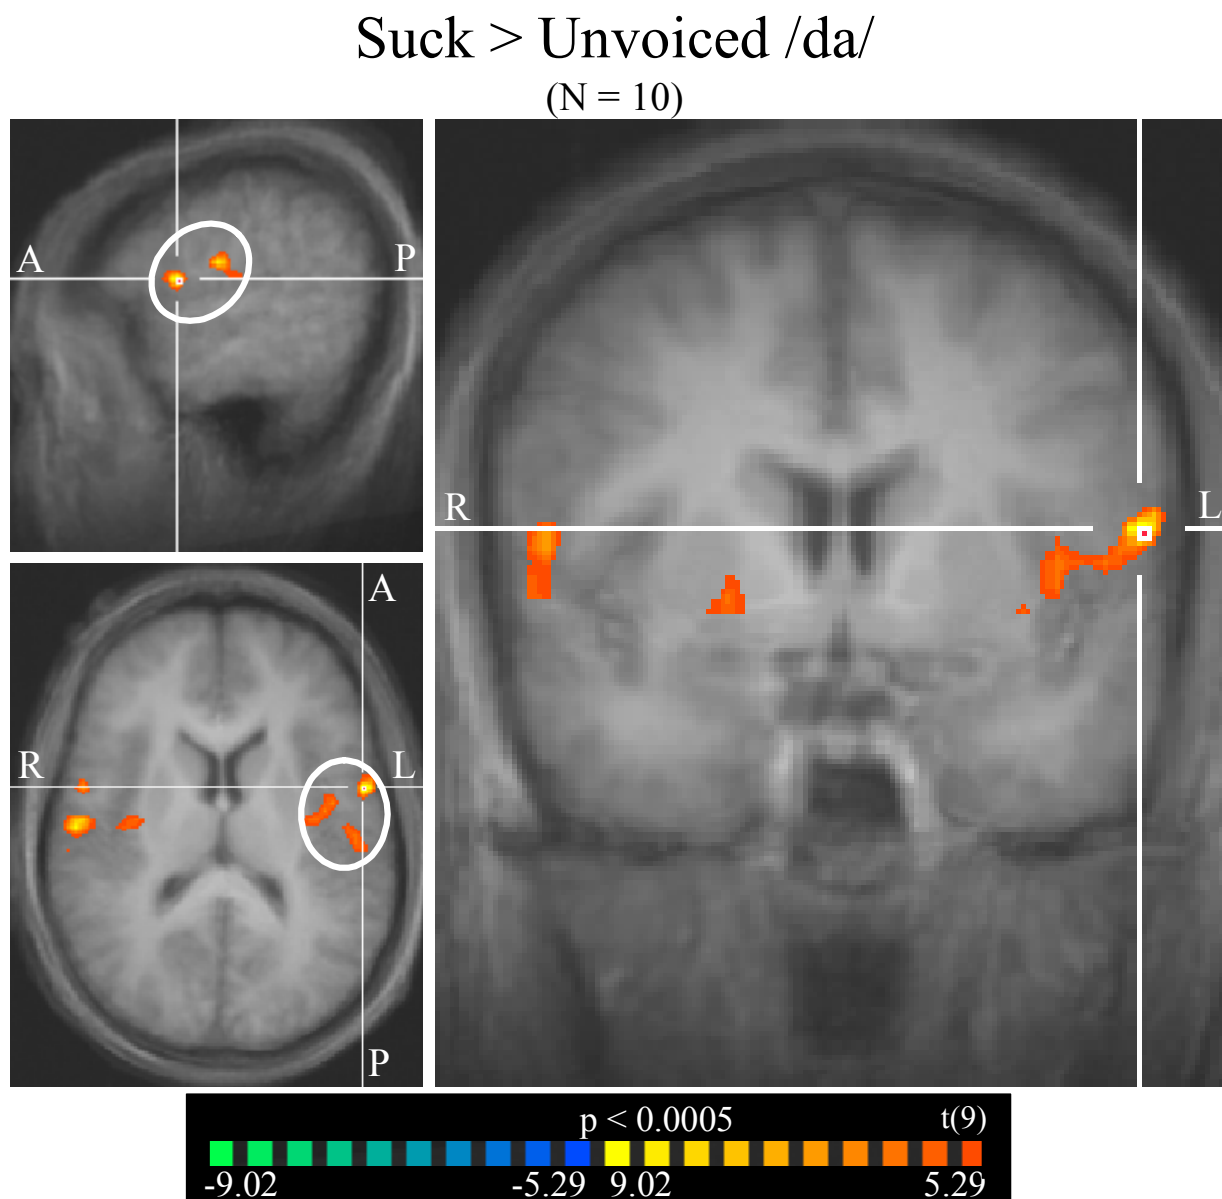 Suck > Unvoiced /da/
(N = 10)
A P
R L
A
R L
P
p < 0.0005 t(9)
-9.02 -5.29 9.02 5.29